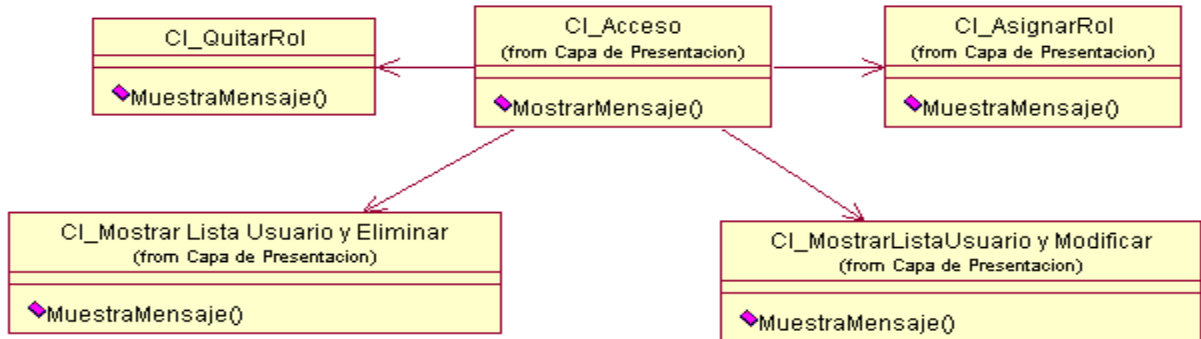 CI_QuitarRol
MuestraMensaje()
CI_Acceso
(from Capa de Presentacion)
MostrarMensaje()
CI_AsignarRol
(from Capa de Presentacion)
MuestraMensaje()
CI_Mostrar Lista Usuario y Eliminar
(from Capa de Presentacion)
MuestraMensaje()
CI_MostrarListaUsuario y Modificar
(from Capa de Presentacion)
MuestraMensaje()